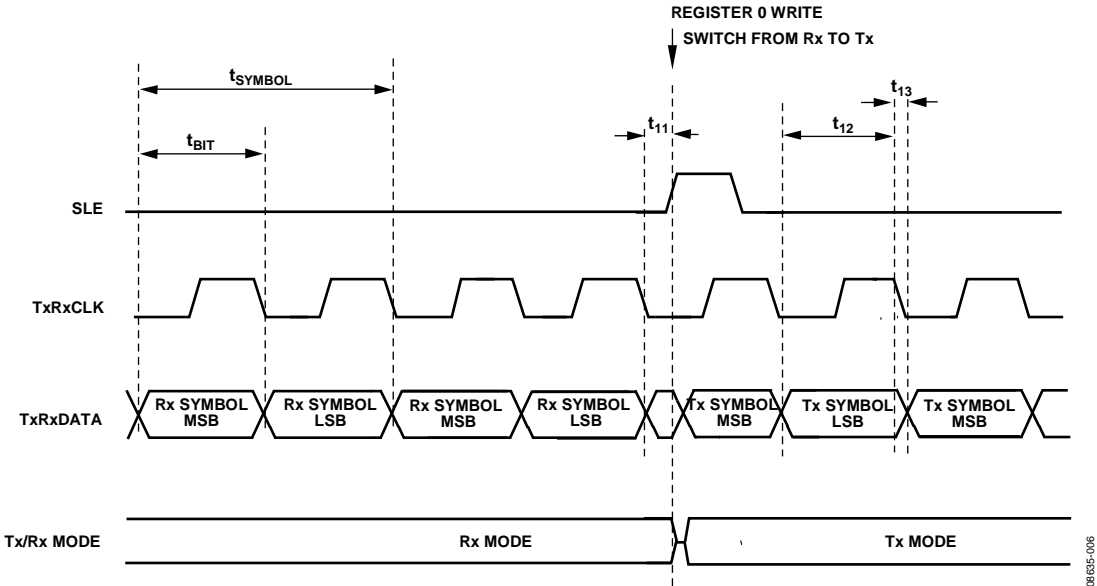 REGISTER 0 WRITE
SWITCH FROM Rx TO Tx
tSYMBOL
t13
t11
t12
tBIT
SLE
TxRxCLK
TxRxDATA
Rx SYMBOL
MSB
Rx SYMBOL
LSB
Rx SYMBOL
MSB
Rx SYMBOL
LSB
Tx SYMBOL
MSB
Tx SYMBOL
LSB
Tx SYMBOL
MSB
Tx/Rx MODE
Rx MODE
Tx MODE
08635-006